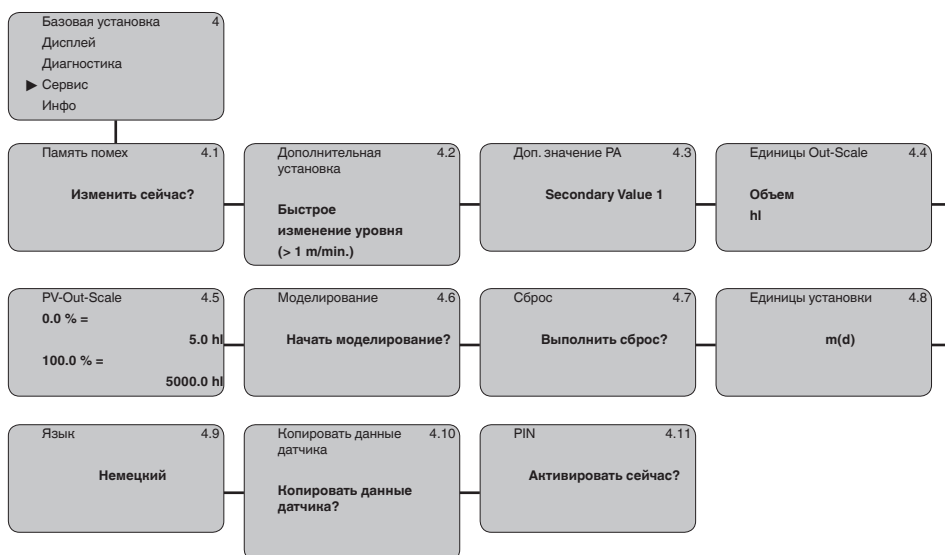 Базовая установка 4
Дисплей
Диагностика
▶ Сервис
Инфо
Память помех 4.1
Изменить сейчас?
Дополнительная 4.2
установка
Быстрое
изменение уровня
(> 1 m/min.)
Доп. значение PA 4.3
Secondary Value 1
Единицы Out-Scale 4.4
Объем
hl
PV-Out-Scale 4.5
0.0 % =
5.0 hl
100.0 % =
5000.0 hl
Моделирование 4.6
Начать моделирование?
Сброс 4.7
Выполнить сброс?
Единицы установки 4.8
m(d)
Язык 4.9
Немецкий
Копировать данные 4.10
датчика
Копировать данные
датчика?
PIN 4.11
Активировать сейчас?